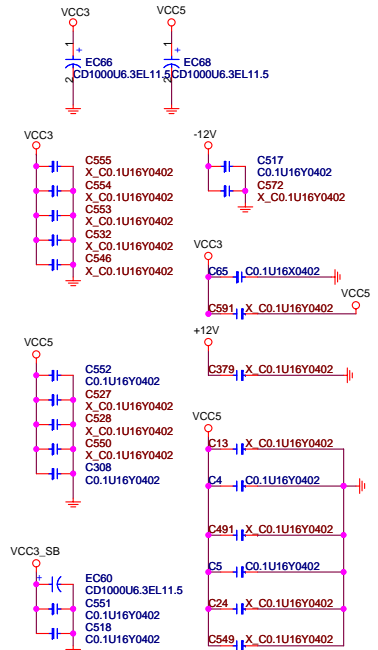 VCC3
VCC5
1
+
EC66
2
CD1000U6.3EL11.5
1
+
EC68
2
CD1000U6.3EL11.5
VCC3
C555
X_C0.1U16Y0402
C554
X_C0.1U16Y0402
C553
X_C0.1U16Y0402
C532
X_C0.1U16Y0402
C546
X_C0.1U16Y0402
-12V
C517
C0.1U16Y0402
C572
X_C0.1U16Y0402
VCC3
C65 C0.1U16X0402
VCC5
C591 X_C0.1U16Y0402
+12V
C379 X_C0.1U16Y0402
VCC5
C552
C0.1U16Y0402
C527
X_C0.1U16Y0402
C528
X_C0.1U16Y0402
C550
X_C0.1U16Y0402
C308
C0.1U16Y0402
VCC5
C13 X_C0.1U16Y0402
C4 C0.1U16Y0402
C491 X_C0.1U16Y0402
C5 C0.1U16Y0402
C24 X_C0.1U16Y0402
C549 X_C0.1U16Y0402
VCC3_SB
+
EC60
CD1000U6.3EL11.5
C551
C0.1U16Y0402
C518
C0.1U16Y0402